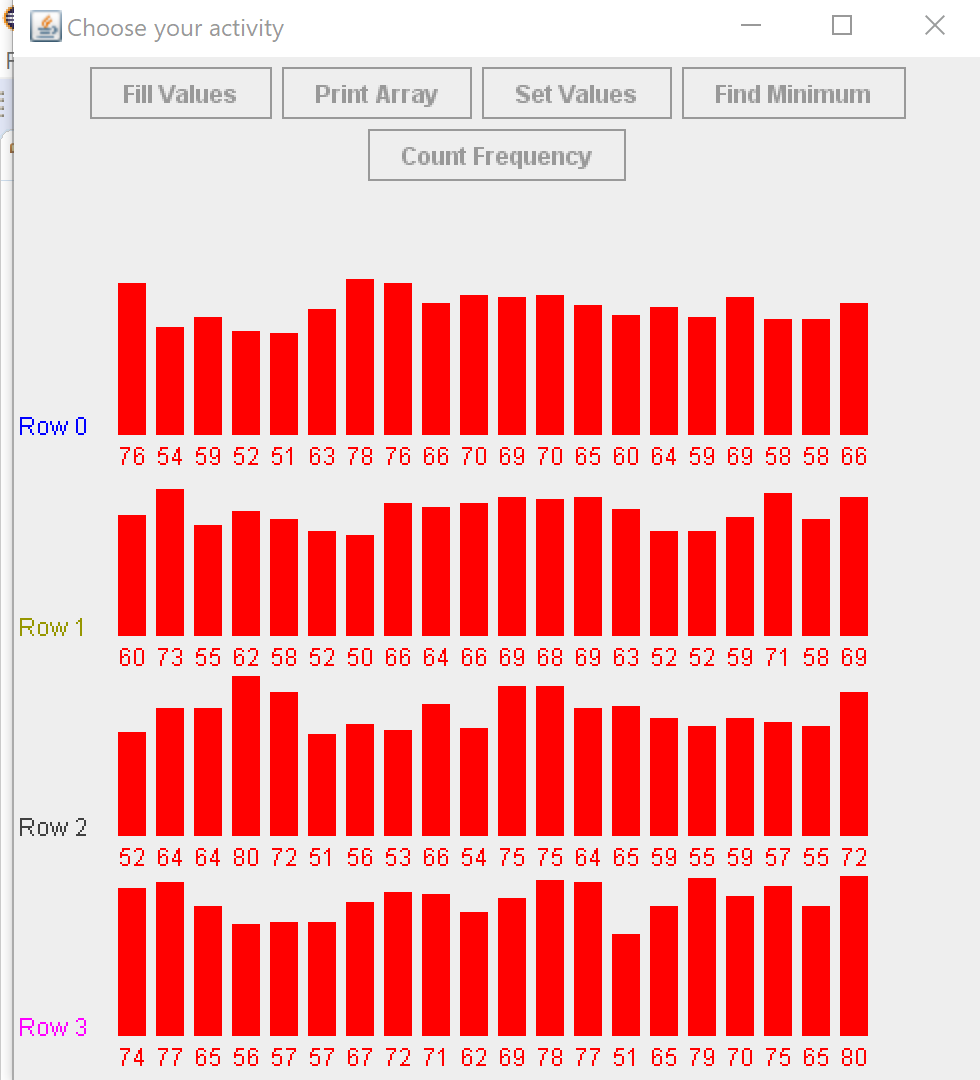 Choose your activity
Fill Values Print Array Set Values Find Minimum
Count Frequency
Row 0
76 54 59 52 51 63 78 76 66 70 69 70 65 60 64 59 69 58 58 66
Row 1
60 73 55 62 58 52 50 66 64 66 69 68 69 63 52 52 59 71 58 69
Row 2
52 64 64 80 72 51 56 53 66 54 75 75 64 65 59 55 59 57 55 72
Row 3
74 77 65 56 57 57 67 72 71 62 69 78 77 51 65 79 70 75 65 80